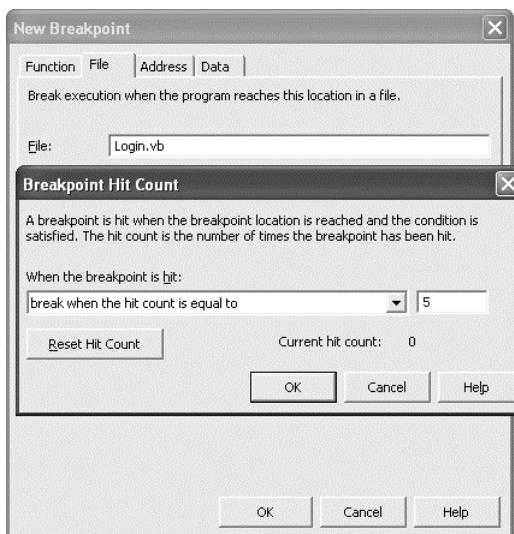 New Breakpoint
Function File Address Data
Break execution when the program reaches this location in a file.
File: Login.vb
Breakpoint Hit Count
A breakpoint is hit when the breakpoint location is reached and the condition is
satisfied. The hit count is the number of times the breakpoint has been hit.
When the breakpoint is hit:
break when the hit count is equal to 5
Reset Hit Count Current hit count: 0
OK Cancel Help
OK Cancel Help